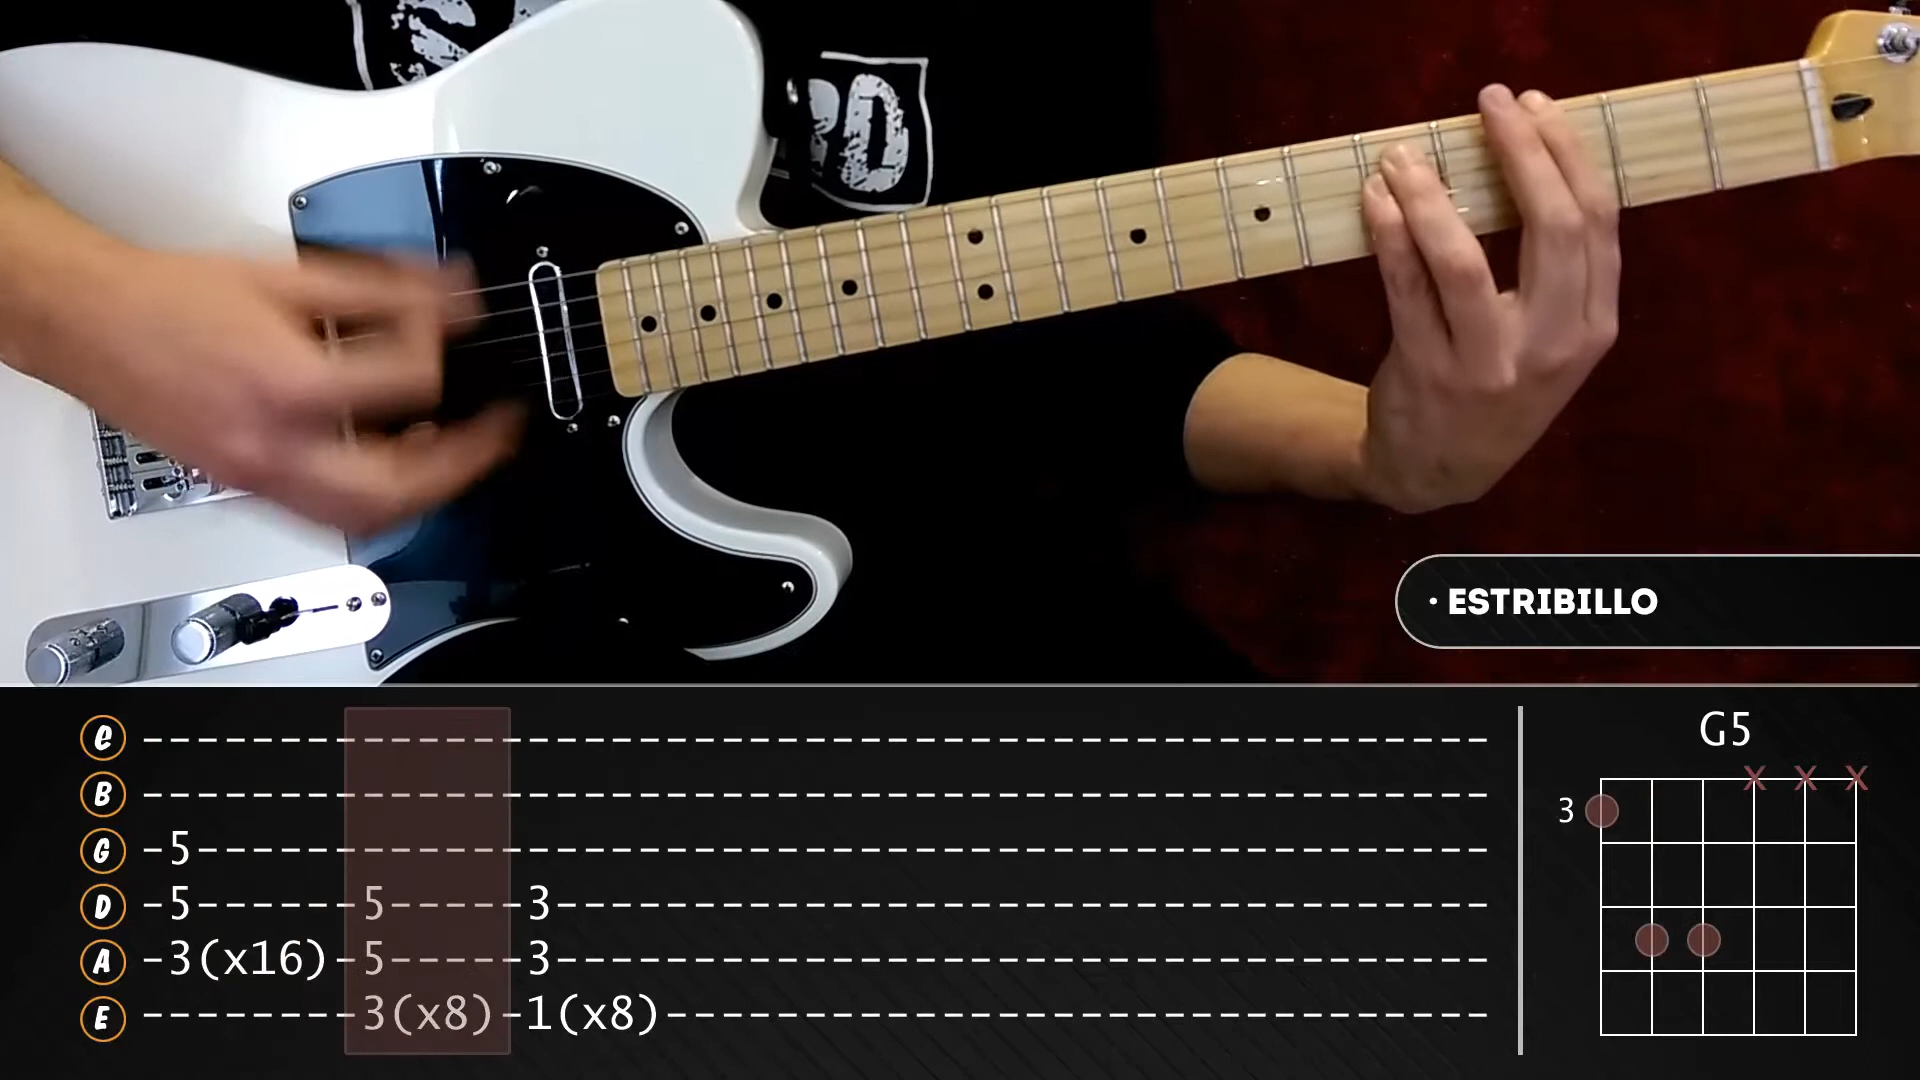 · ESTRIBILLO
G5
X X X
3
e ------------------------------------------------
B ------------------------------------------------
G -5----------------------------------------------
D -5------5-----3----------------------------------
A -3(x16)-5-----3----------------------------------
E --------3(x8)-1(x8)------------------------------